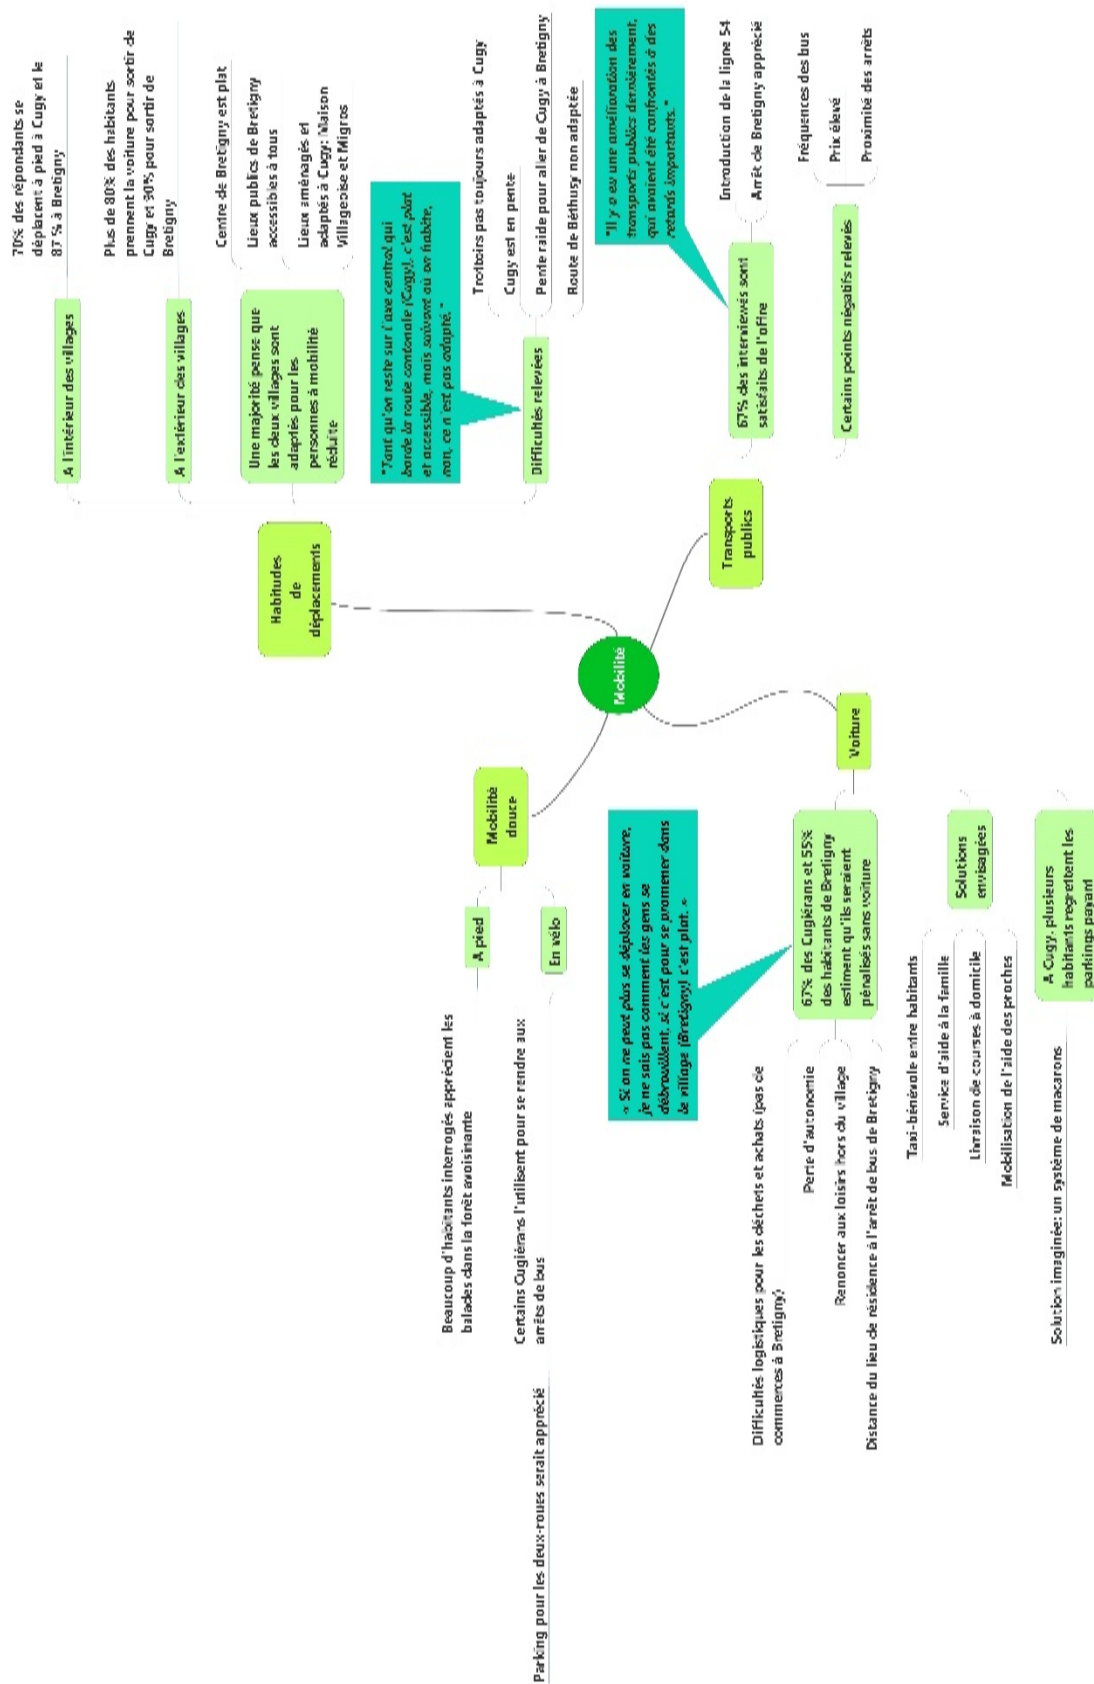 Mobilité
Habitudes
de
déplacements
A l'intérieur des villages
70% des répondants se
déplacent à pied à Cugy et le
87 % à Bretigny
A l'extérieur des villages
Plus de 80% des habitants
prennent la voiture pour sortir de
Cugy et 90% pour sortir de
Bretigny
Une majorité pense que
les deux villages sont
adaptés pour les
personnes à mobilité
réduite
Centre de Bretigny est plat
Lieux publics de Bretigny
accessibles à tous
Lieux aménagés et
adaptés à Cugy: Maison
Villageoise et Migros
"Tant qu'on reste sur l'axe central qui
borde la route cantonale (Cugy), c'est plat
et accessible, mais suivant où on habite,
non, ce n'est pas adapté."
Difficultés relevées
Trottoirs pas toujours adaptés à Cugy
Cugy est en pente
Pente raide pour aller de Cugy à Bretigny
Route de Béthusy non adaptée
Transports
publics
"Il y a eu une amélioration des
transports publics dernièrement,
qui avaient été confrontés à des
retards importants."
67% des interviewés sont
satisfaits de l'offre
Introduction de la ligne 54
Arrêt de Bretigny apprécié
Certains points négatifs relevés
Fréquences des bus
Prix élevé
Proximité des arrêts
Mobilité
douce
A pied
Beaucoup d'habitants interrogés apprécient les
balades dans la forêt avoisinante
En vélo
Certains Cugiérans l'utilisent pour se rendre aux
arrêts de bus
Parking pour les deux-roues serait apprécié
Voiture
« Si on ne peut plus se déplacer en voiture,
je ne sais pas comment les gens se
débrouillent, si c'est pour se promener dans
le village (Bretigny) c'est plat. »
67% des Cugiérans et 55%
des habitants de Bretigny
estiment qu'ils seraient
pénalisés sans voiture
Difficultés logistiques pour les déchets et achats (pas de
commerces à Bretigny)
Perte d'autonomie
Renoncer aux loisirs hors du village
Distance du lieu de résidence à l'arrêt de bus de Bretigny
Solutions
envisagées
Taxi-bénévole entre habitants
Service d'aide à la famille
Livraison de courses à domicile
Mobilisation de l'aide des proches
A Cugy, plusieurs
habitants regrettent les
parkings payant
Solution imaginée: un système de macarons